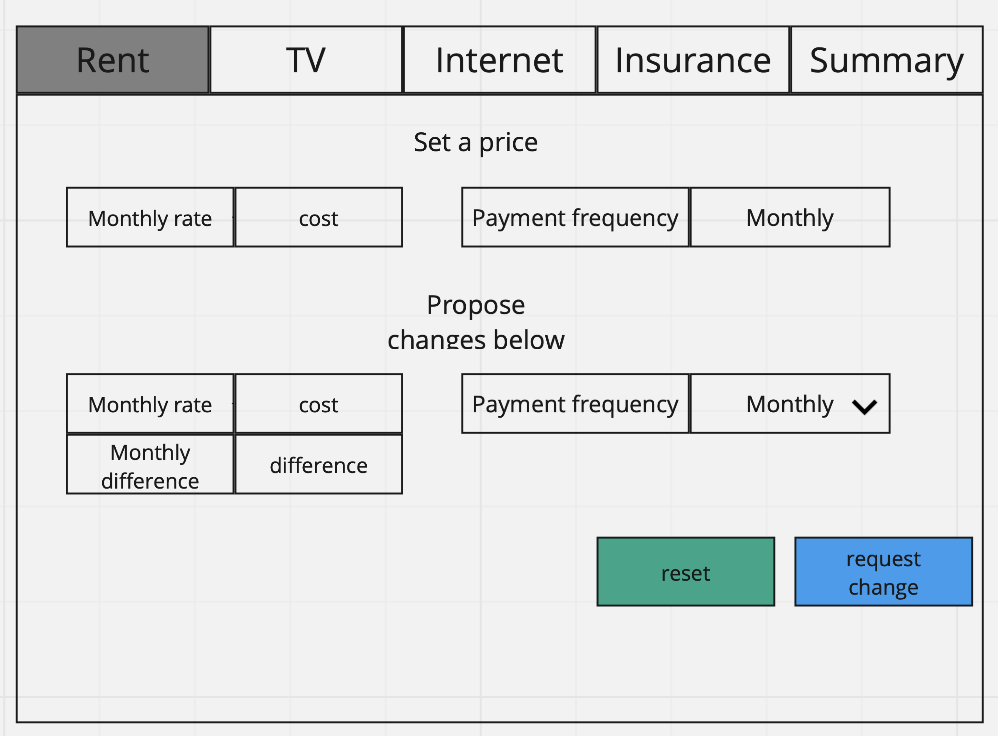 Rent TV Internet Insurance Summary
Set a price
Monthly rate cost Payment frequency Monthly
Propose
changes below
Monthly rate cost Payment frequency Monthly
Monthly
difference
difference
reset
request
change